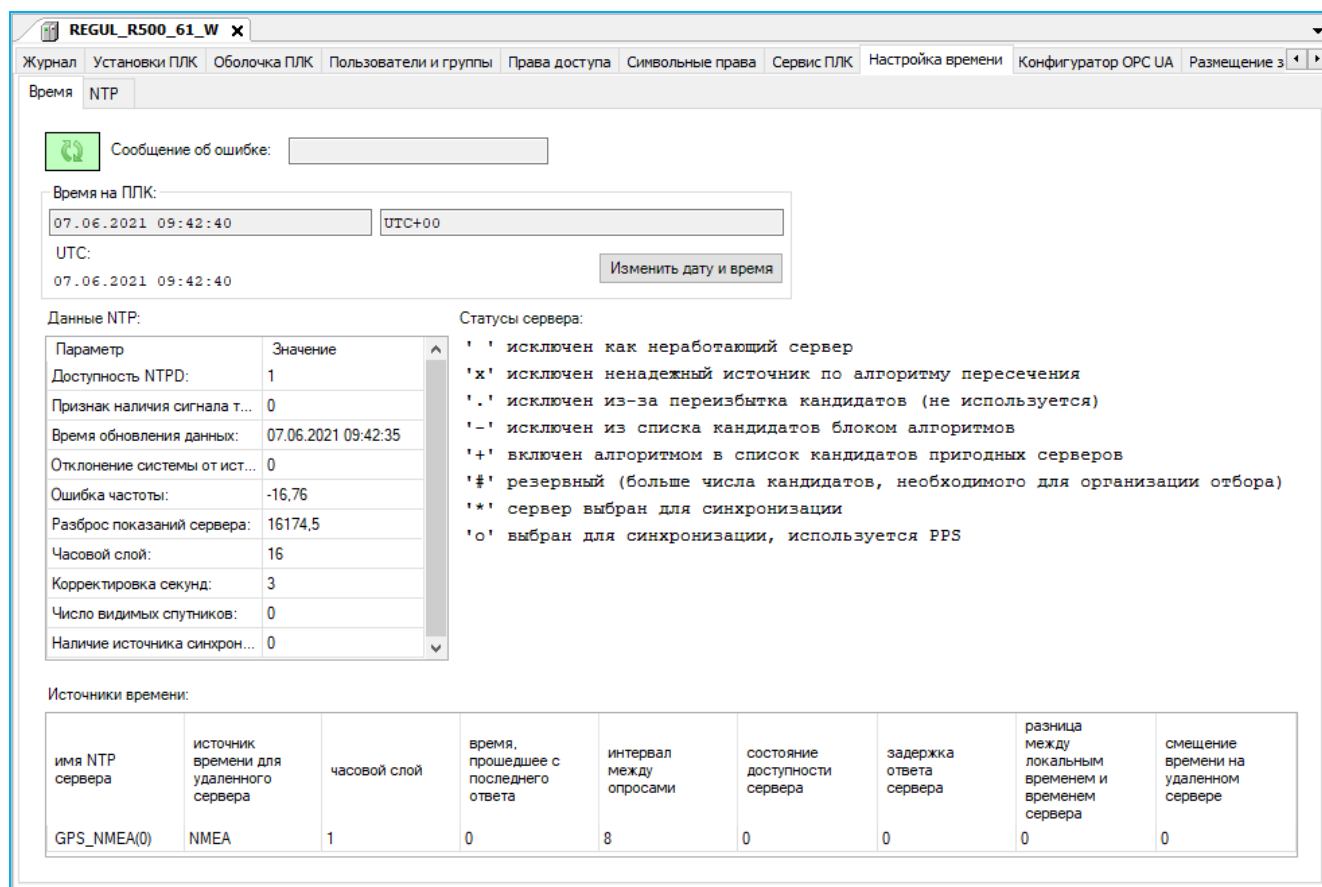 REGUL_R500_61_W x
Журнал Установки ПЛК Оболочка ПЛК Пользователи и группы Права доступа Символьные права Сервис ПЛК Настройка времени Конфигуратор OPC UA Размещение з
Время NTP
Сообщение об ошибке:
Время на ПЛК:
07.06.2021 09:42:40 UTC+00
UTC:
Изменить дату и время
07.06.2021 09:42:40
Данные NTP:
Параметр Значение
Доступность NTPD: 1
Признак наличия сигнала т... 0
Время обновления данных: 07.06.2021 09:42:35
Отклонение системы от ист... 0
Ошибка частоты: -16,76
Разброс показаний сервера: 16174,5
Часовой слой: 16
Корректировка секунд: 3
Число видимых спутников: 0
Наличие источника синхрон... 0
Статусы сервера:
' ' исключен как неработающий сервер
'x' исключен ненадежный источник по алгоритму пересечения
'.' исключен из-за переизбытка кандидатов (не используется)
'-' исключен из списка кандидатов блоком алгоритмов
'+' включен алгоритмом в список кандидатов пригодных серверов
'#' резервный (больше числа кандидатов, необходимого для организации отбора)
'*' сервер выбран для синхронизации
'o' выбран для синхронизации, используется PPS
Источники времени:
имя NTP
сервера
источник
времени для
удаленного
сервера
часовой слой
время,
прошедшее с
последнего
ответа
интервал
между
опросами
состояние
доступности
сервера
задержка
ответа
сервера
разница
между
локальным
временем и
временем
сервера
смещение
времени на
удаленном
сервере
GPS_NMEA(0) NMEA 1 0 8 0 0 0 0